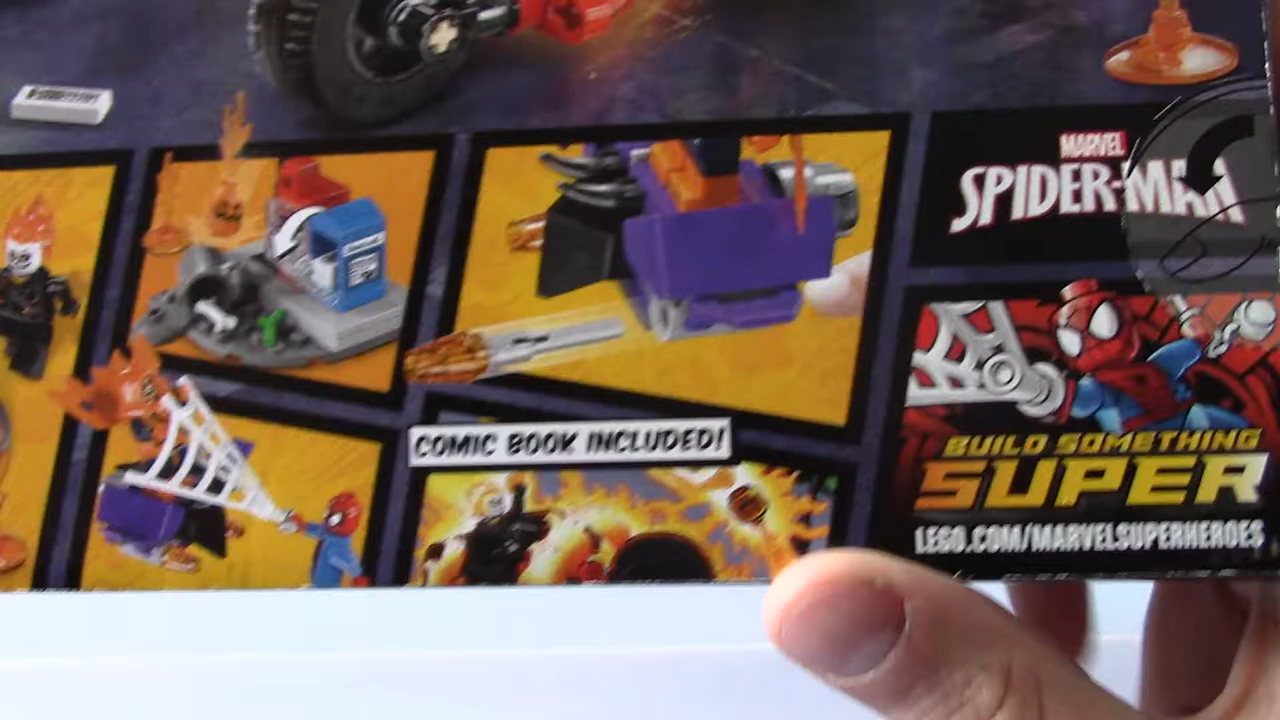 MARVEL
SPIDER-MAN
COMIC BOOK INCLUDED!
BUILD SOMETHING
SUPER
LEGO.COM/MARVELSUPERHEROES